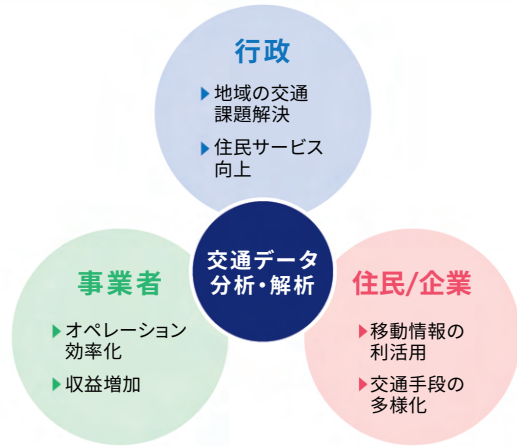 行政
▶地域の交通
課題解決
▶住民サービス
向上
交通データ
分析・解析
事業者
▶オペレーション
効率化
▶収益増加
住民/企業
▶移動情報の
利活用
▶交通手段の
多様化